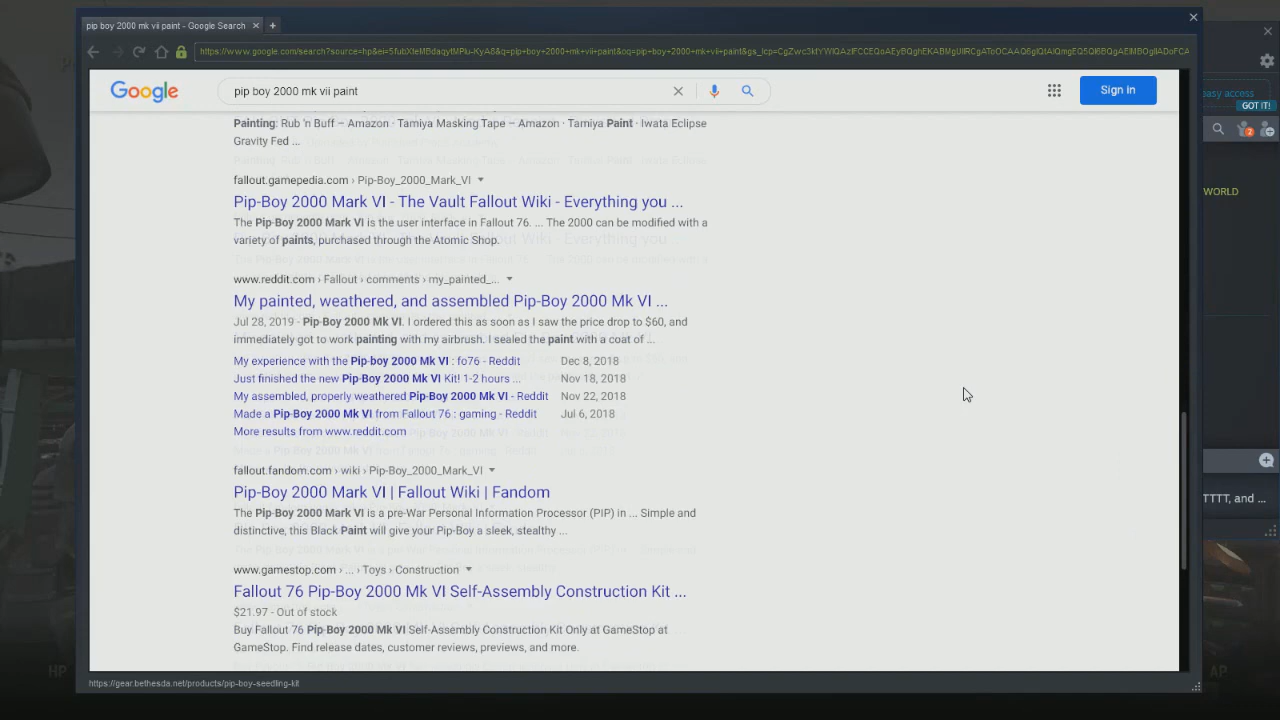 pip boy 2000 mk vii paint - Google Search
easy access
GOT IT!
Google
pip boy 2000 mk vii paint
Sign in
2
Painting: Rub 'n Buff – Amazon · Tamiya Masking Tape – Amazon · Tamiya Paint · Iwata Eclipse
Gravity Fed ...
fallout.gamepedia.com › Pip-Boy_2000_Mark_VI
WORLD
Pip-Boy 2000 Mark VI - The Vault Fallout Wiki - Everything you ...
The Pip-Boy 2000 Mark VI is the user interface in Fallout 76. ... The 2000 can be modified with a
variety of paints, purchased through the Atomic Shop.
www.reddit.com › Fallout › comments › my_painted_...
My painted, weathered, and assembled Pip-Boy 2000 Mk VI ...
Jul 28, 2019 - Pip-Boy 2000 Mk VI. I ordered this as soon as I saw the price drop to $60, and
immediately got to work painting with my airbrush. I sealed the paint with a coat of ...
My experience with the Pip-boy 2000 Mk VI : fo76 - Reddit Dec 8, 2018
Just finished the new Pip-Boy 2000 Mk VI Kit! 1-2 hours ... Nov 18, 2018
My assembled, properly weathered Pip-Boy 2000 Mk VI - Reddit Nov 22, 2018
Made a Pip-Boy 2000 Mk VI from Fallout 76 : gaming - Reddit Jul 6, 2018
More results from www.reddit.com
fallout.fandom.com › wiki › Pip-Boy_2000_Mark_VI
Pip-Boy 2000 Mark VI | Fallout Wiki | Fandom
TTTT, and ...
The Pip-Boy 2000 Mark VI is a pre-War Personal Information Processor (PIP) in ... Simple and
distinctive, this Black Paint will give your Pip-Boy a sleek, stealthy ...
www.gamestop.com › ... › Toys › Construction
Fallout 76 Pip-Boy 2000 Mk VI Self-Assembly Construction Kit ...
$21.97 - Out of stock
Buy Fallout 76 Pip-Boy 2000 Mk VI Self-Assembly Construction Kit Only at GameStop at
GameStop. Find release dates, customer reviews, previews, and more.
HP
AP
https://gear.bethesda.net/products/pip-boy-seedling-kit